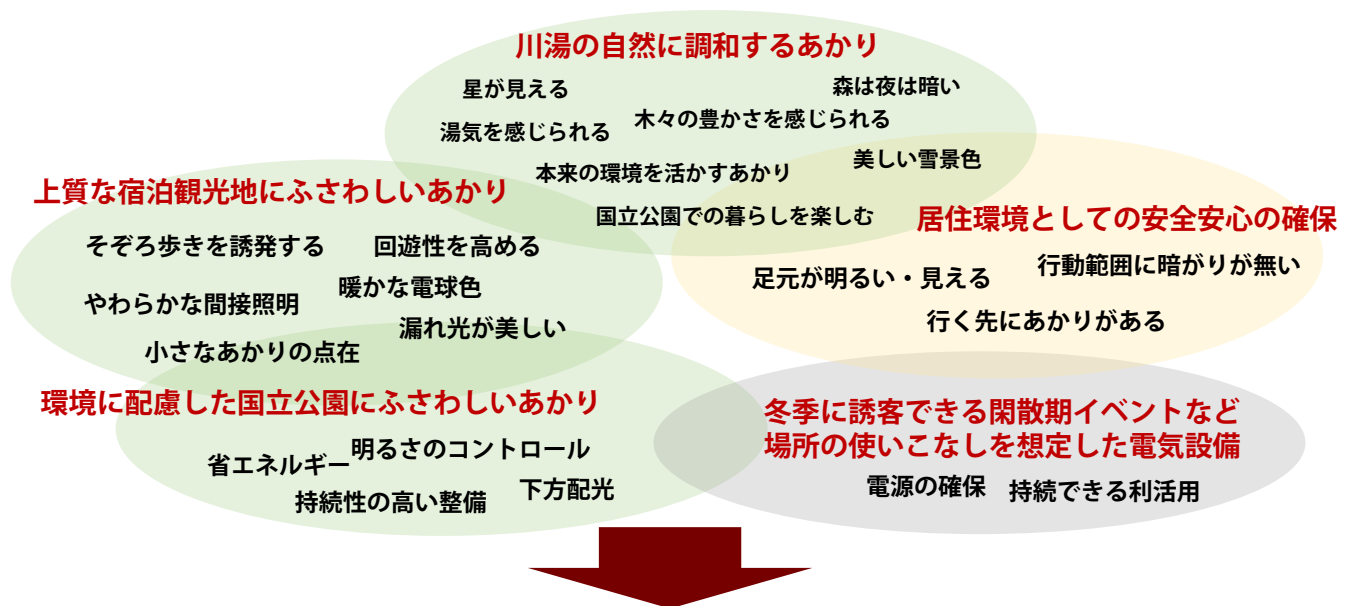 川湯の自然に調和するあかり
星が見える
森は夜は暗い
湯気を感じられる
木々の豊かさを感じられる
本来の環境を活かすあかり
美しい雪景色
国立公園での暮らしを楽しむ
上質な宿泊観光地にふさわしいあかり
そぞろ歩きを誘発する
回遊性を高める
やわらかな間接照明
暖かな電球色
漏れ光が美しい
小さなあかりの点在
居住環境としての安全安心の確保
足元が明るい・見える
行動範囲に暗がりが無い
行く先にあかりがある
環境に配慮した国立公園にふさわしいあかり
省エネルギー
明るさのコントロール
持続性の高い整備
下方配光
冬季に誘客できる閑散期イベントなど
場所の使いこなしを想定した電気設備
電源の確保
持続できる利活用